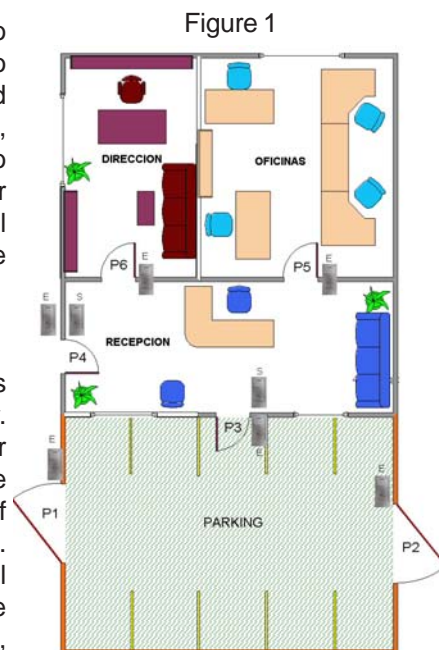 Figure 1
DIRECCION
OFICINAS
P6
E
P5
E
E
S
RECEPCION
P4
S
P3
E
E
E
P1
PARKING
P2